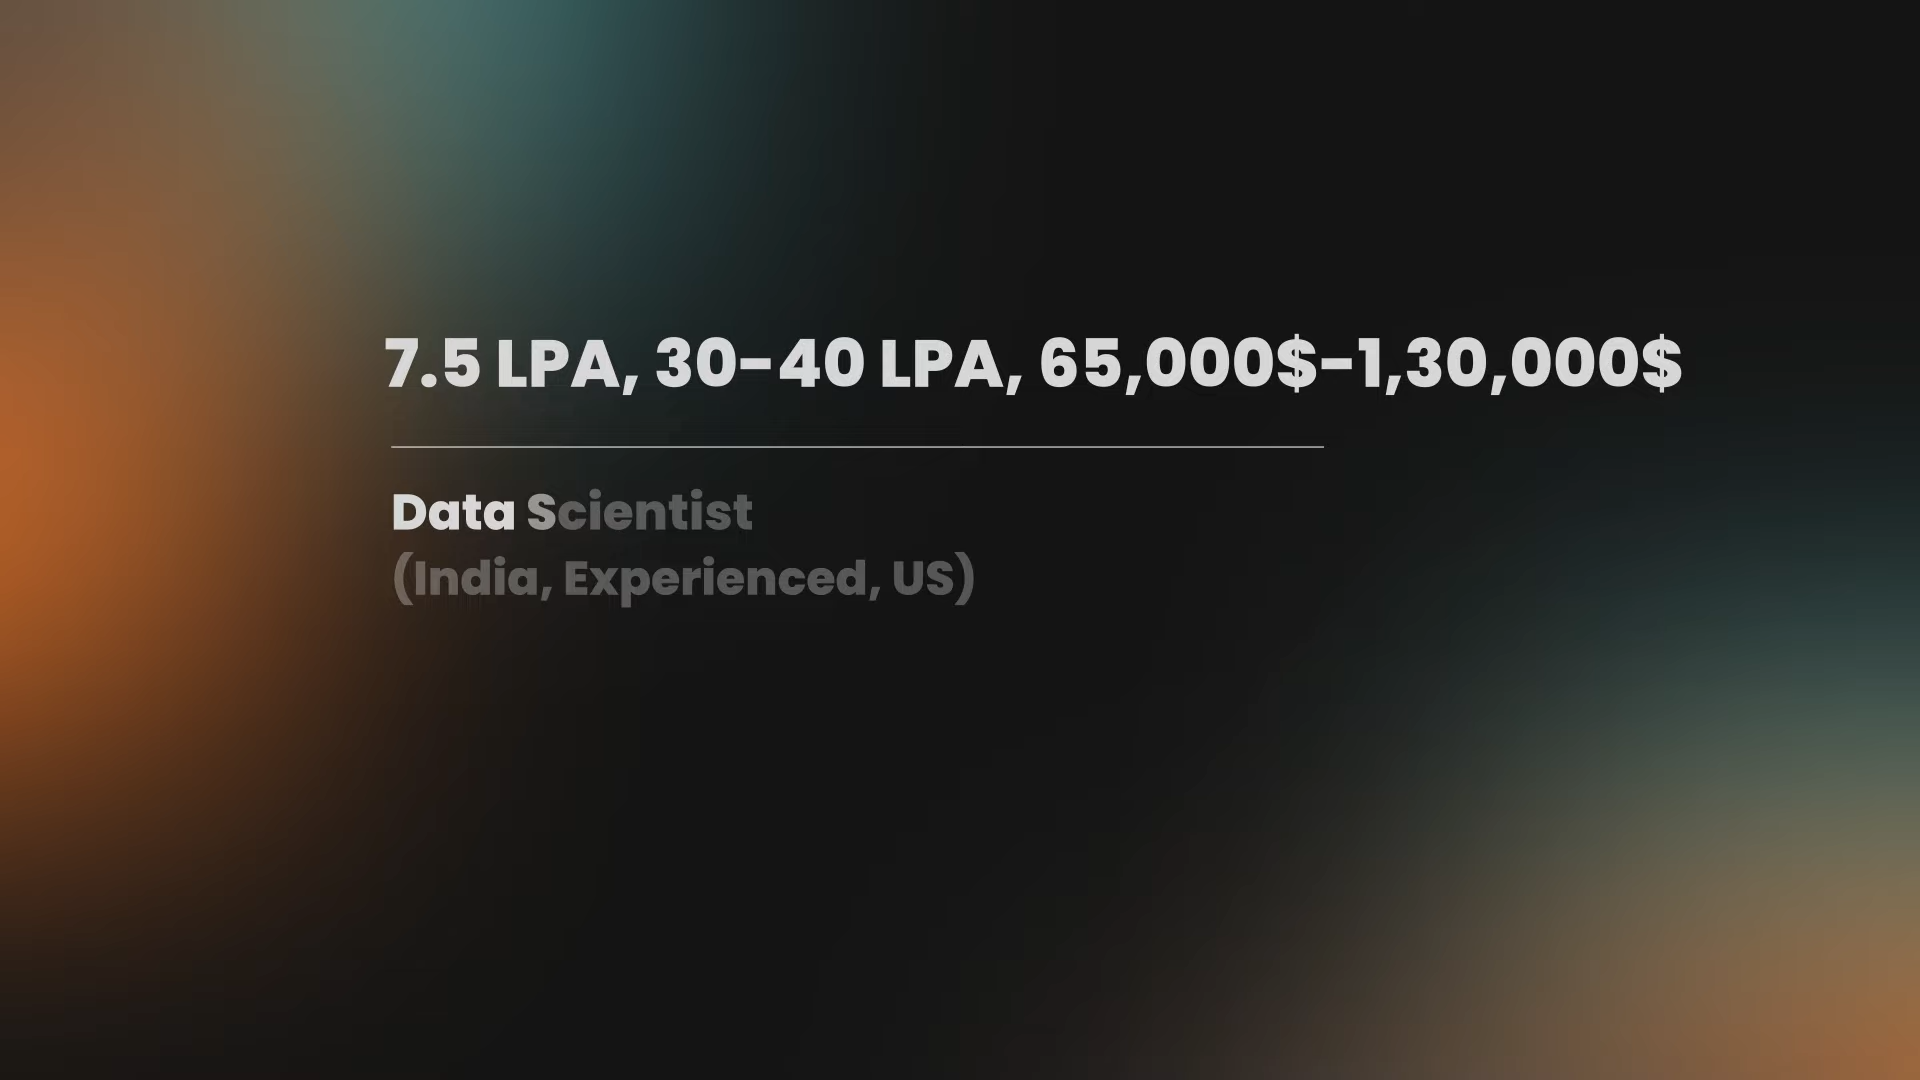 7.5 LPA, 30-40 LPA, 65,000$-1,30,000$
Data Scientist
(India, Experienced, US)